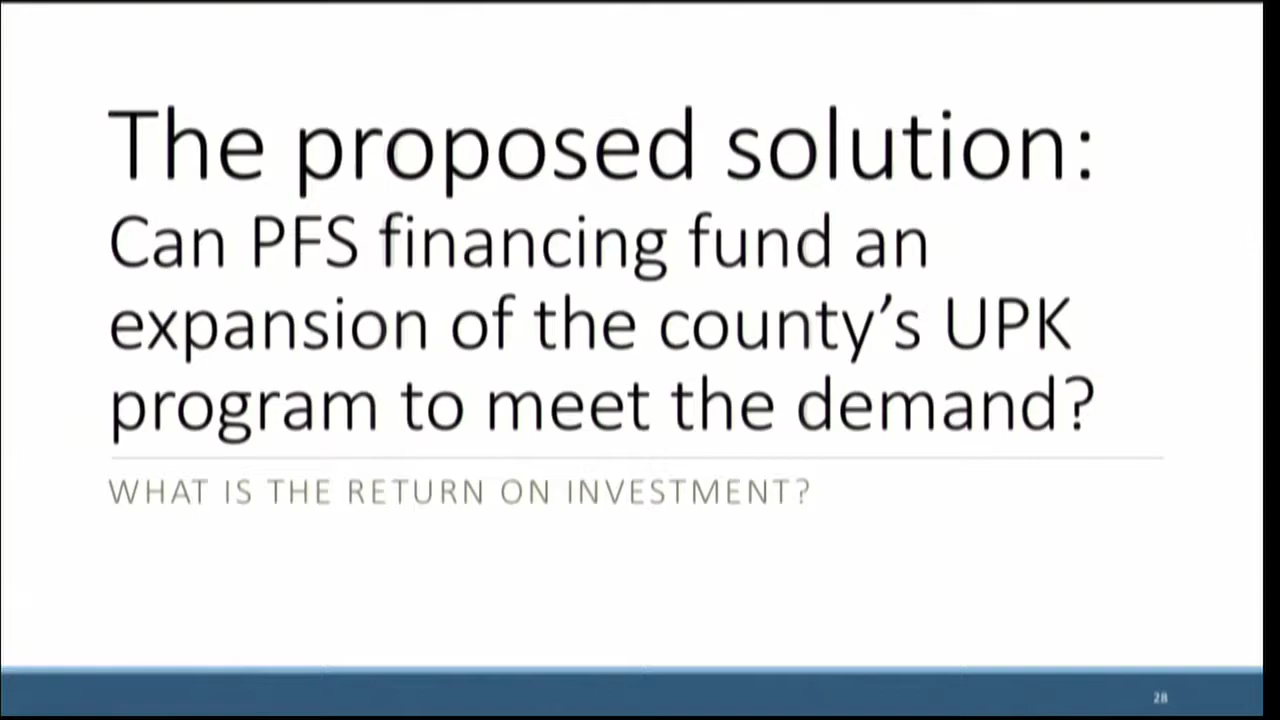 The proposed solution:
Can PFS financing fund an
expansion of the county’s UPK
program to meet the demand?
WHAT IS THE RETURN ON INVESTMENT?
28